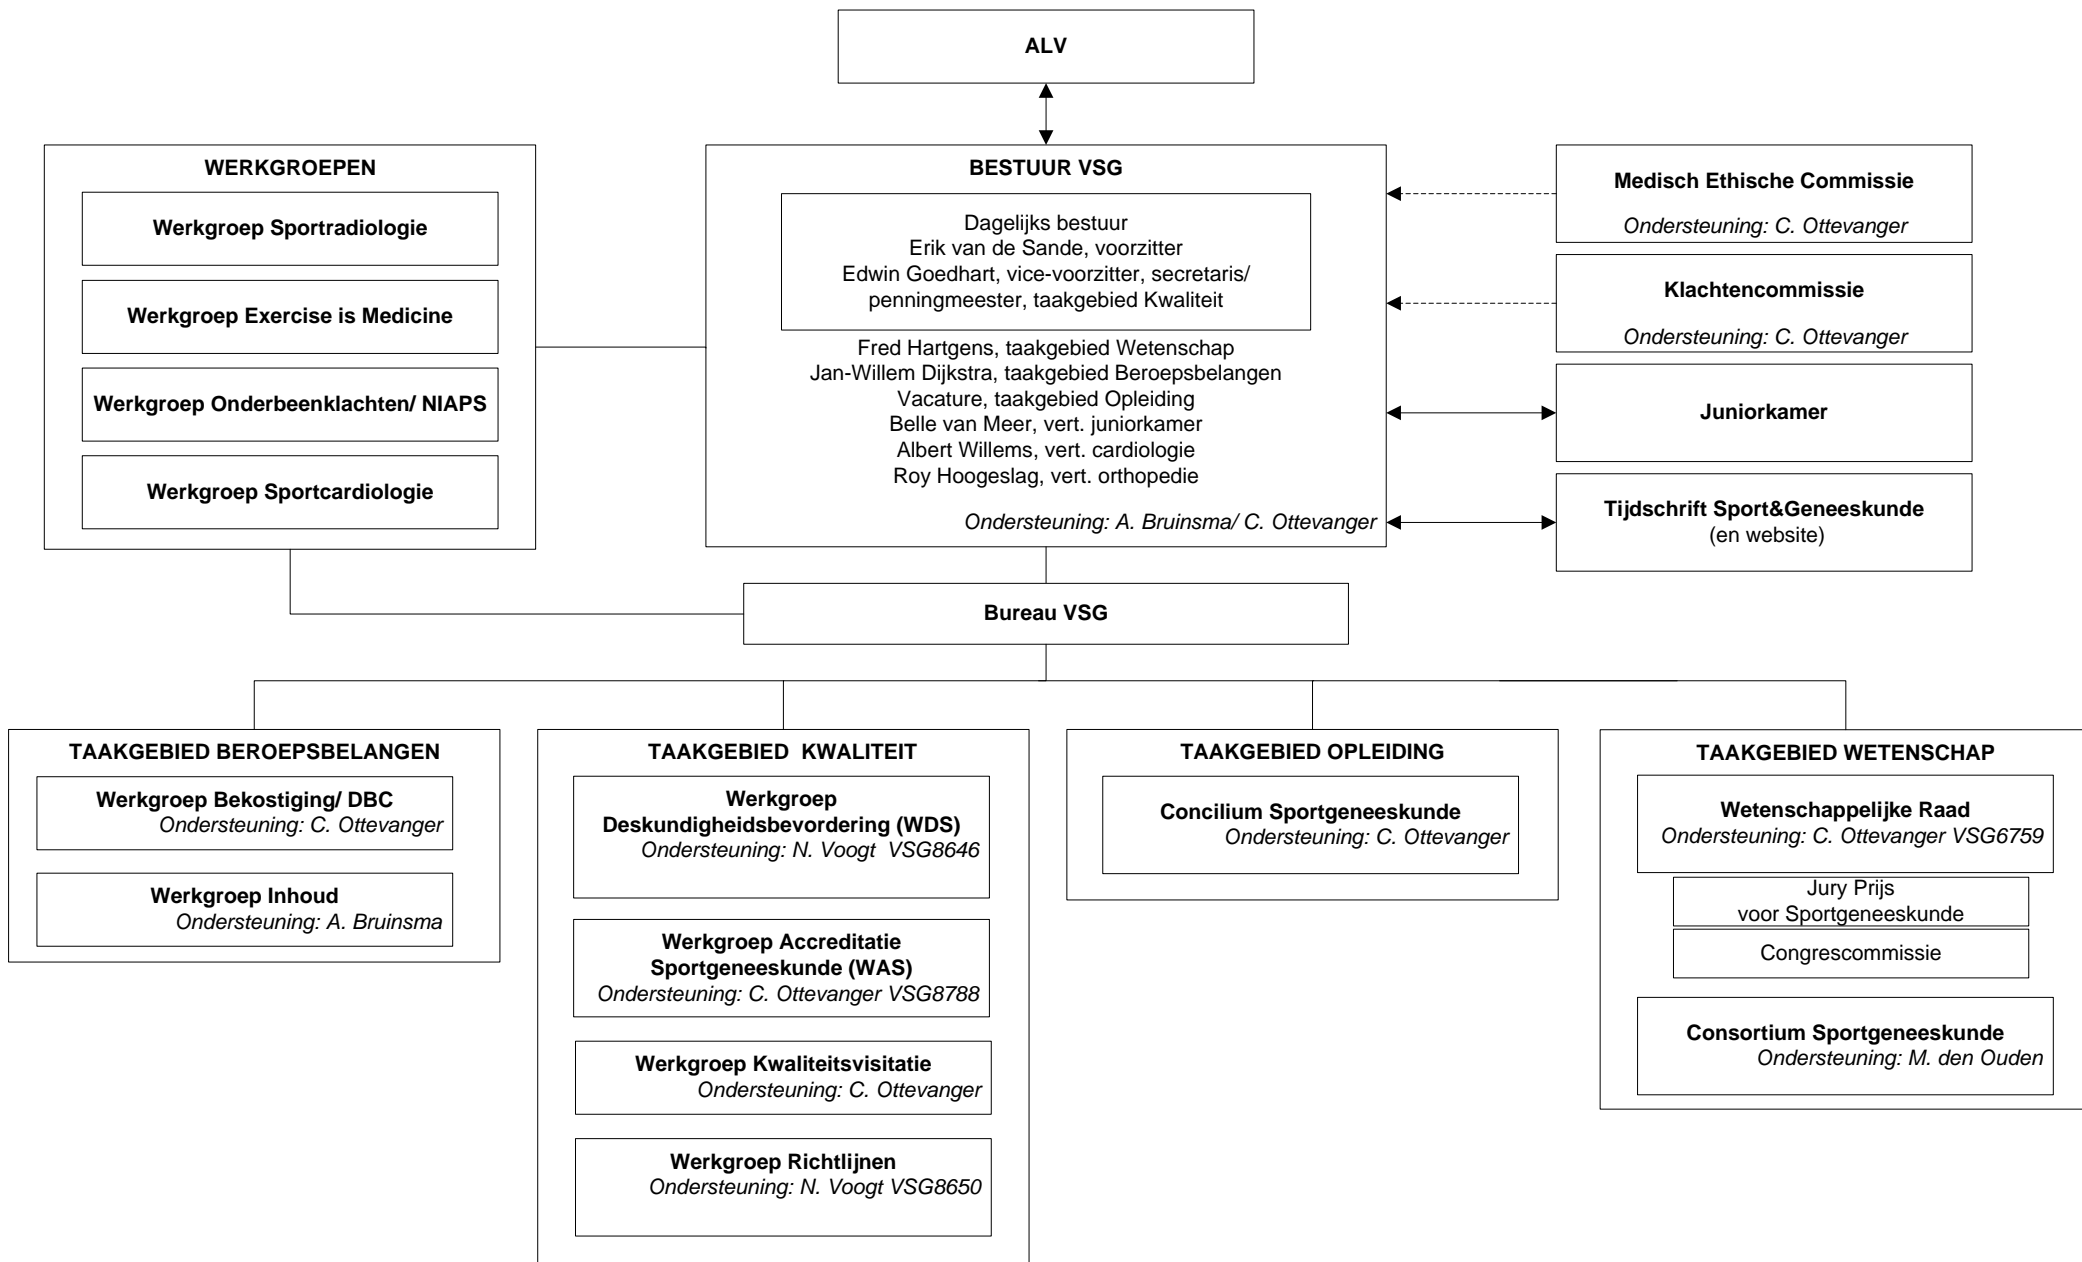 ALV
WERKGROEPEN
Werkgroep Sportradiologie
Werkgroep Exercise is Medicine
Werkgroep Onderbeenklachten/ NIAPS
Werkgroep Sportcardiologie
BESTUUR VSG
Dagelijks bestuur
Erik van de Sande, voorzitter
Edwin Goedhart, vice-voorzitter, secretaris/
penningmeester, taakgebied Kwaliteit
Fred Hartgens, taakgebied Wetenschap
Jan-Willem Dijkstra, taakgebied Beroepsbelangen
Vacature, taakgebied Opleiding
Belle van Meer, vert. juniorkamer
Albert Willems, vert. cardiologie
Roy Hoogeslag, vert. orthopedie
Ondersteuning: A. Bruinsma/ C. Ottevanger
Medisch Ethische Commissie
Ondersteuning: C. Ottevanger
Klachtencommissie
Ondersteuning: C. Ottevanger
Juniorkamer
Tijdschrift Sport&Geneeskunde
(en website)
Bureau VSG
TAAKGEBIED BEROEPSBELANGEN
Werkgroep Bekostiging/ DBC
Ondersteuning: C. Ottevanger
Werkgroep Inhoud
Ondersteuning: A. Bruinsma
TAAKGEBIED  KWALITEIT
Werkgroep
Deskundigheidsbevordering (WDS)
Ondersteuning: N. Voogt  VSG8646
Werkgroep Accreditatie
Sportgeneeskunde (WAS)
Ondersteuning: C. Ottevanger VSG8788
Werkgroep Kwaliteitsvisitatie
Ondersteuning: C. Ottevanger
Werkgroep Richtlijnen
Ondersteuning: N. Voogt VSG8650
TAAKGEBIED OPLEIDING
Concilium Sportgeneeskunde
Ondersteuning: C. Ottevanger
TAAKGEBIED WETENSCHAP
Wetenschappelijke Raad
Ondersteuning: C. Ottevanger VSG6759
Jury Prijs
voor Sportgeneeskunde
Congrescommissie
Consortium Sportgeneeskunde
Ondersteuning: M. den Ouden